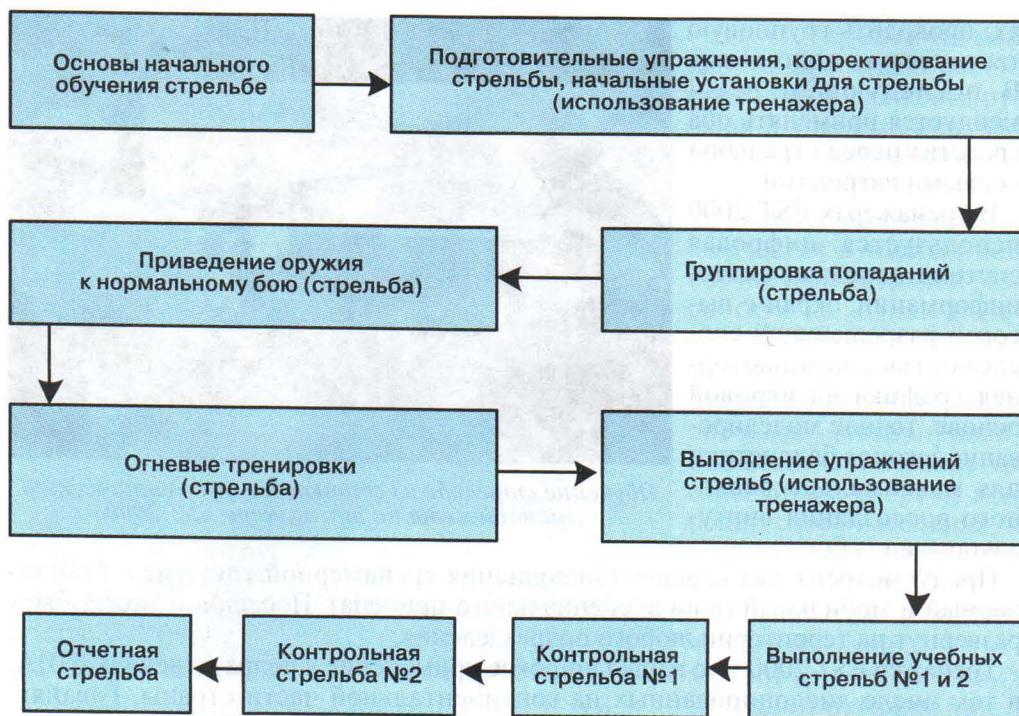 Основы начального
обучения стрельбе
Подготовительные упражнения, корректирование
стрельбы, начальные установки для стрельбы
(использование тренажера)
Приведение оружия
к нормальному бою (стрельба)
Группировка попаданий
(стрельба)
Огневые тренировки
(стрельба)
Выполнение упражнений
стрельб (использование
тренажера)
Отчетная
стрельба
Контрольная
стрельба №2
Контрольная
стрельба №1
Выполнение учебных
стрельб №1 и 2